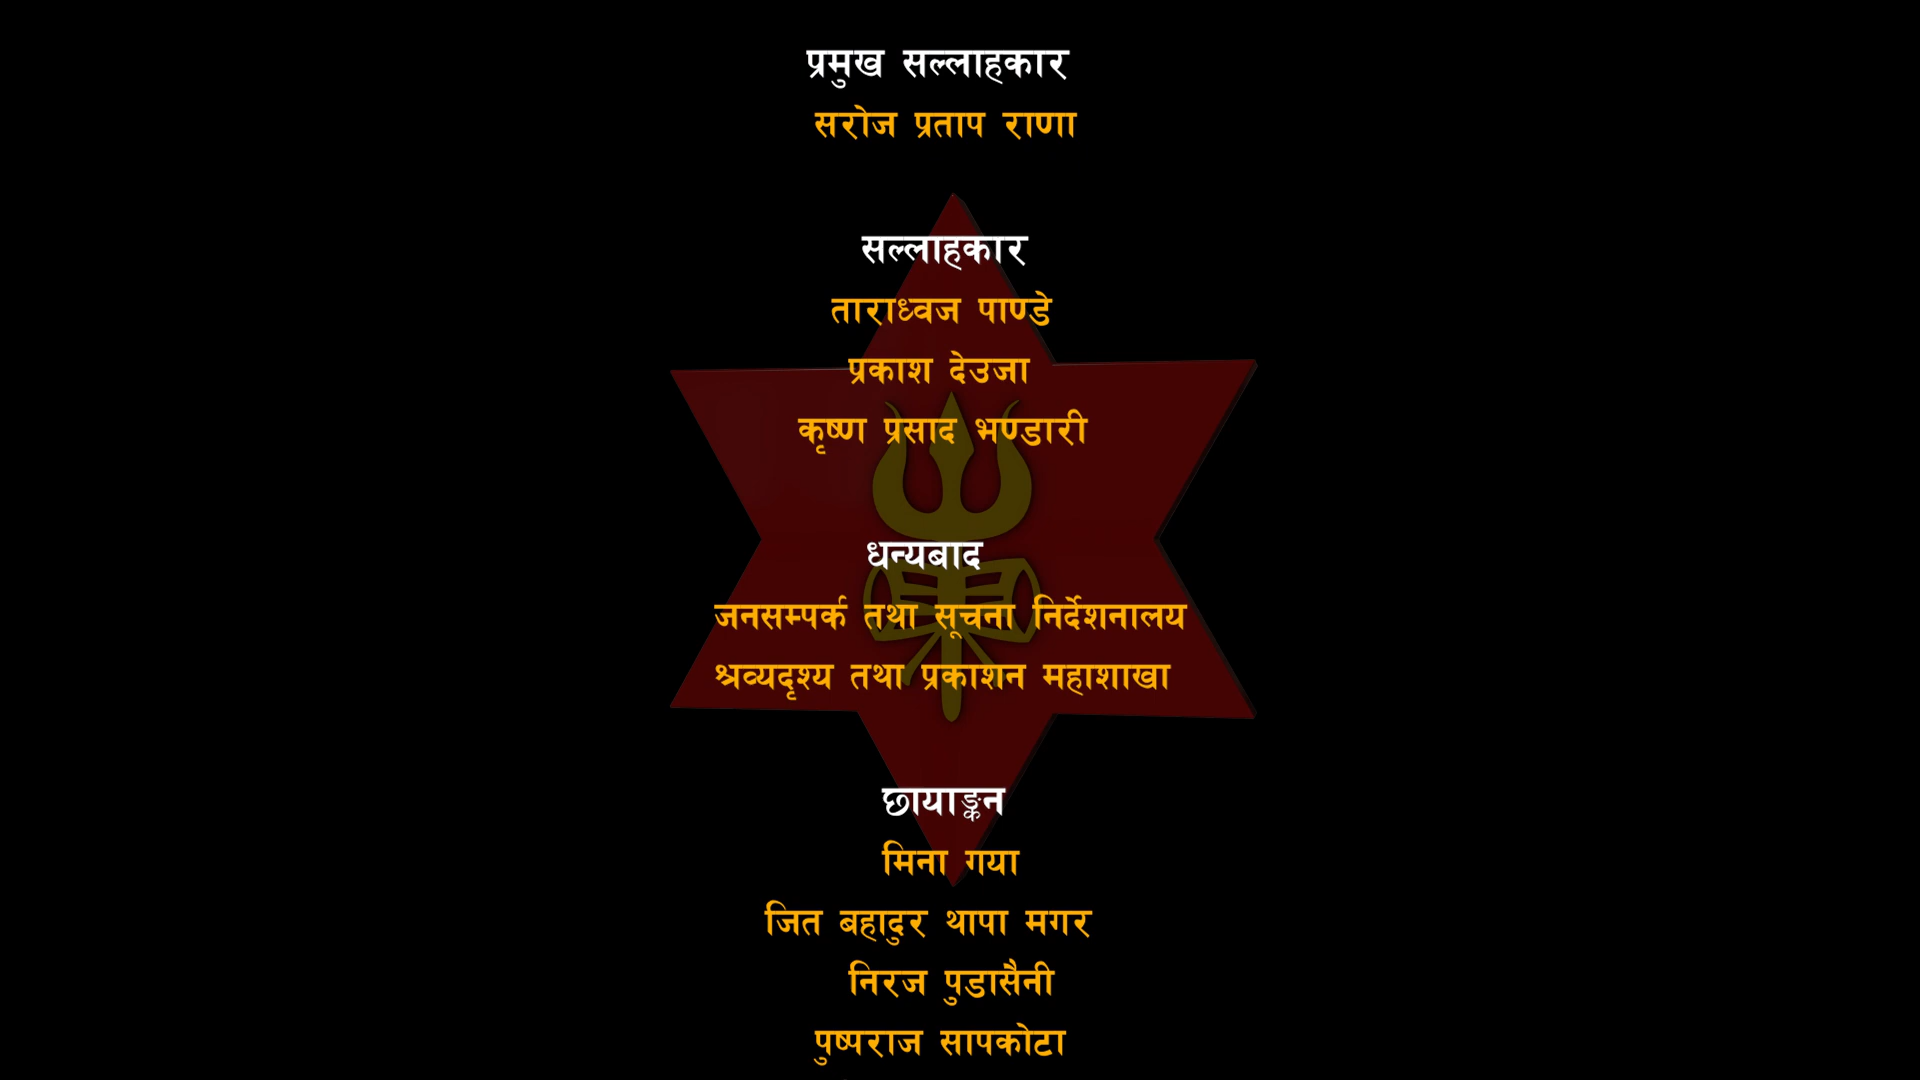 प्रमुख सल्लाहकार
सरोज प्रताप राणा
सल्लाहकार
ताराध्वज पाण्डे
प्रकाश देउजा
कृष्ण प्रसाद भण्डारी
धन्यबाद
जनसम्पर्क तथा सूचना निर्देशनालय
श्रव्यदृश्य तथा प्रकाशन महाशाखा
छायाङ्कन
मिना गया
जित बहादुर थापा मगर
निरज पुडासैनी
पुष्पराज सापकोटा